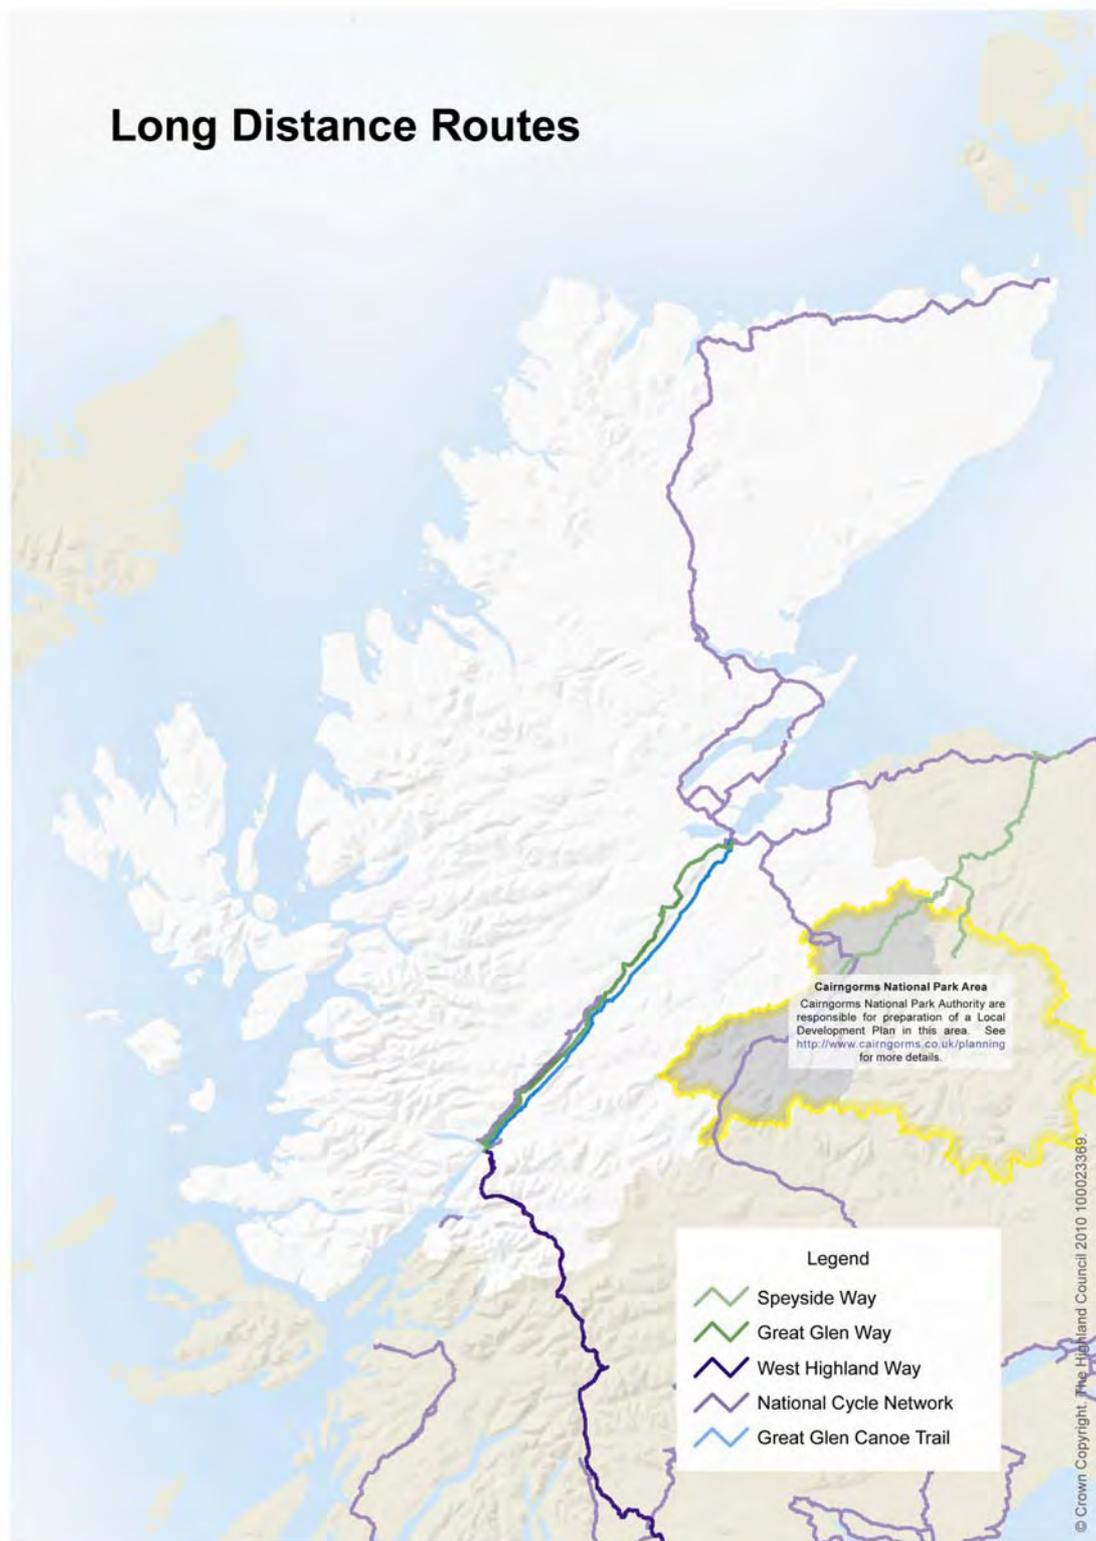 Long Distance Routes
Cairngorms National Park Area
Cairngorms National Park Authority are
responsible for preparation of a Local
Development Plan in this area. See
http://www.cairngorms.co.uk/planning
for more details.
Legend
Speyside Way
Great Glen Way
West Highland Way
National Cycle Network
Great Glen Canoe Trail
© Crown Copyright. The Highland Council 2010 100023369.